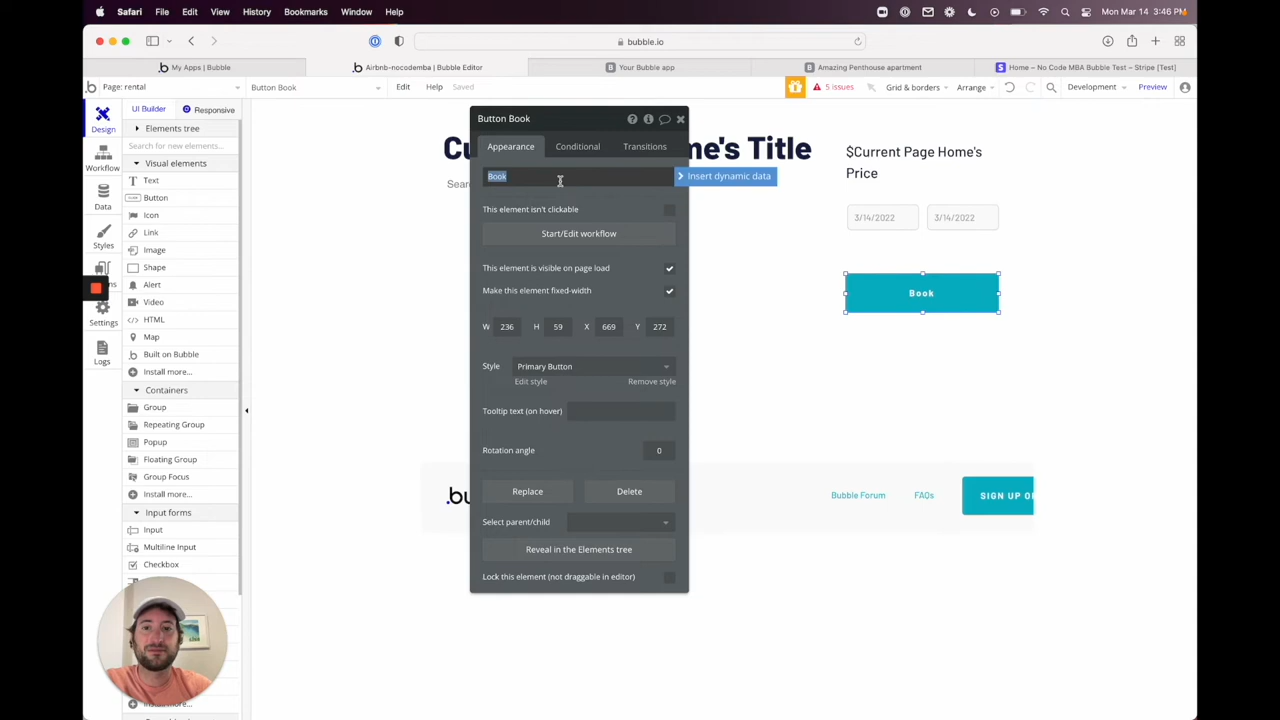 Safari File Edit View History Bookmarks Window Help Mon Mar 14 3:46 PM
bubble.io
My Apps | Bubble
Airbnb-nocodemba | Bubble Editor
Your Bubble app
Amazing Penthouse apartment
Home – No Code MBA Bubble Test – Stripe [Test]
Page: rental
Button Book
Edit
Help
Saved
5 issues
Grid & borders
Arrange
Development
Preview
Design
Workflow
Data
Styles
Settings
Logs
UI Builder
Responsive
Elements tree
Search for new elements...
Visual elements
Text
Button
Icon
Link
Image
Shape
Alert
Video
HTML
Map
Built on Bubble
Install more...
Containers
Group
Repeating Group
Popup
Floating Group
Group Focus
Install more...
Input forms
Input
Multiline Input
Checkbox
Install more...
Button Book
Appearance
Conditional
Transitions
Book
Insert dynamic data
This element isn't clickable
Start/Edit workflow
This element is visible on page load
Make this element fixed-width
W 236 H 59 X 669 Y 272
Style Primary Button
Edit style Remove style
Tooltip text (on hover)
Rotation angle 0
Replace Delete
Select parent/child
Reveal in the Elements tree
Lock this element (not draggable in editor)
Cu
me's Title
Sear
$Current Page Home's
Price
3/14/2022
3/14/2022
Book
.bu
Bubble Forum
FAQs
SIGN UP O